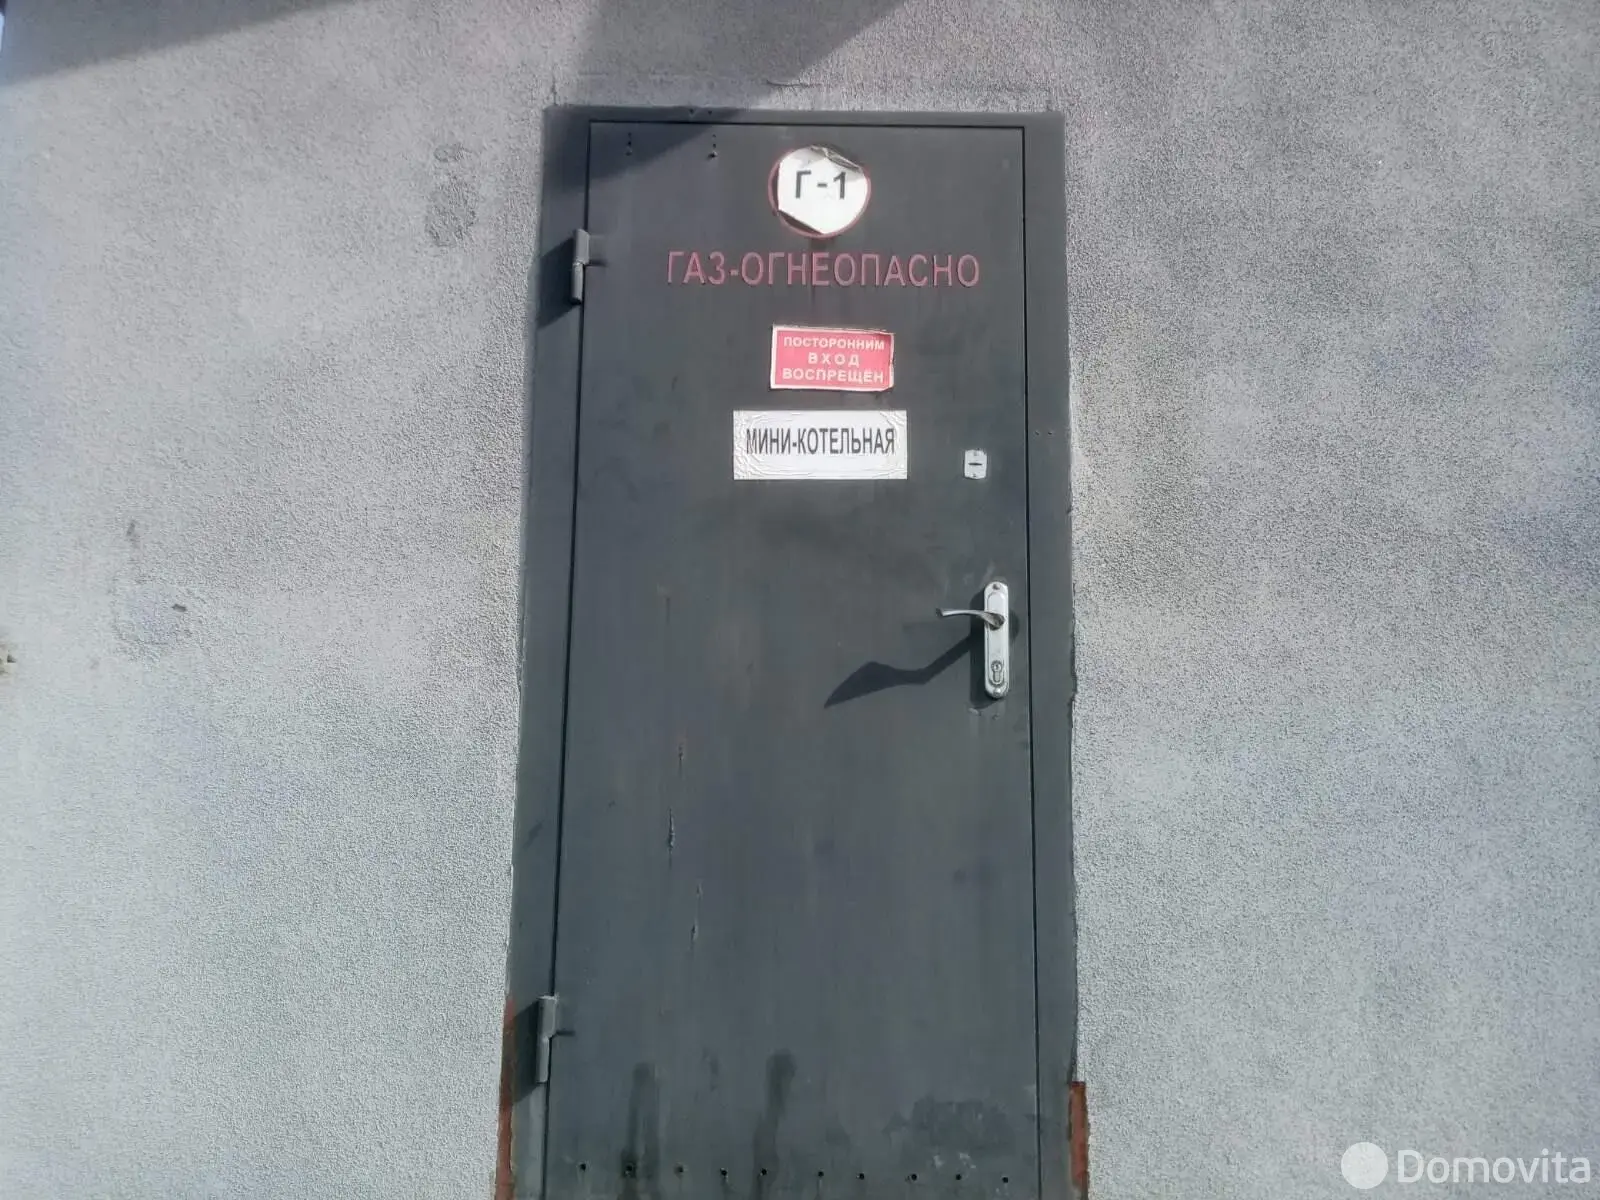 Г-1
ГАЗ-ОГНЕОПАСНО
ПОСТОРОННИМ
ВХОД
ВОСПРЕЩЁН
МИНИ-КОТЕЛЬНАЯ
Domovita